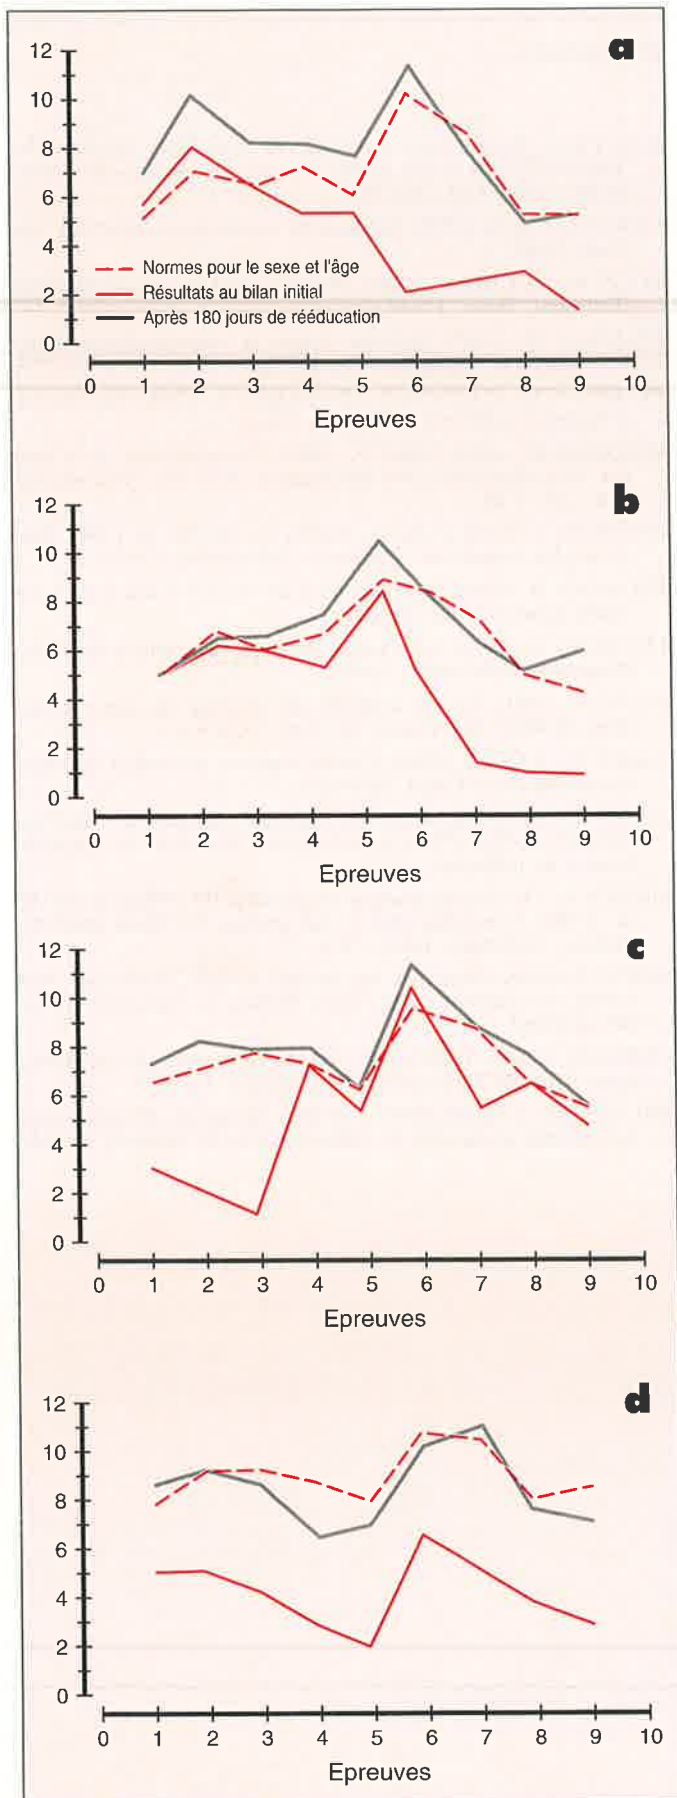 a
12
10
8
6
4
2
0
Normes pour le sexe et l'âge
Résultats au bilan initial
Après 180 jours de rééducation
0 1 2 3 4 5 6 7 8 9 10
Epreuves
b
12
10
8
6
4
2
0
0 1 2 3 4 5 6 7 8 9 10
Epreuves
c
12
10
8
6
4
2
0
0 1 2 3 4 5 6 7 8 9 10
Epreuves
d
12
10
8
6
4
2
0
0 1 2 3 4 5 6 7 8 9 10
Epreuves